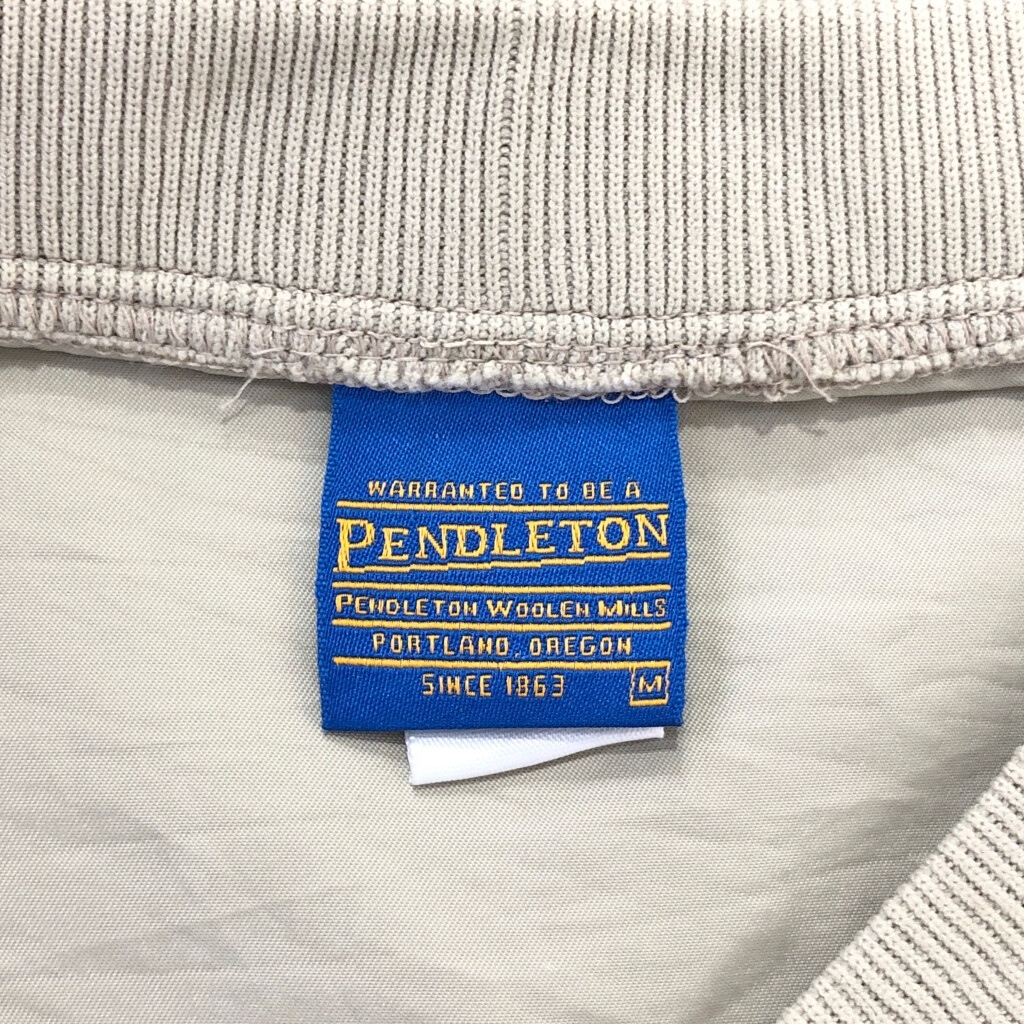 WARRANTED TO BE A
PENDLETON
PENDLETON WOOLEN MILLS
PORTLAND, OREGON
SINCE 1863 M